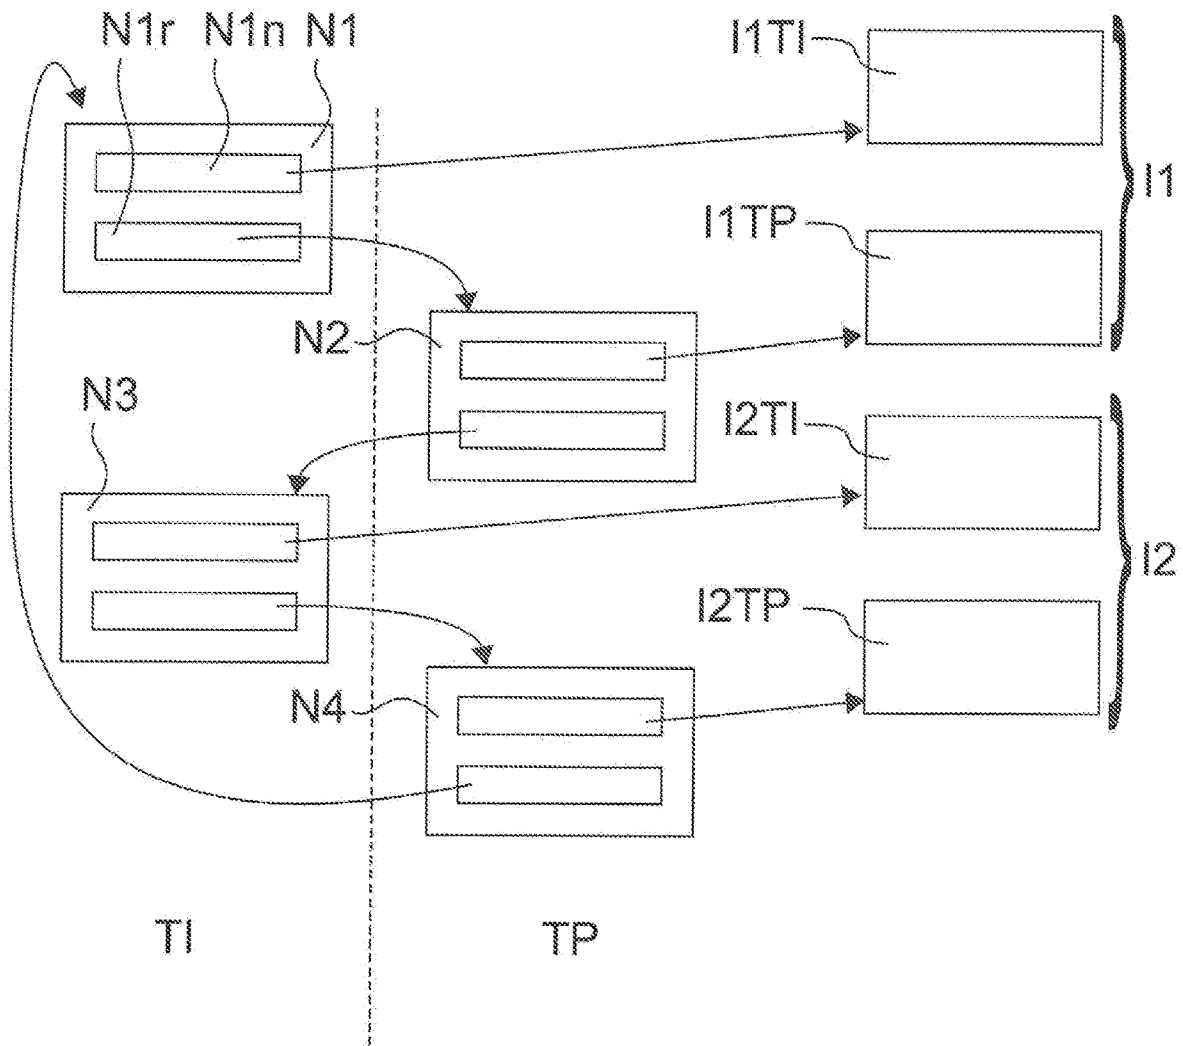 N1r N1n N1 I1TI
I1TP I1
N2
N3 I2TI
I2 I2TP
N4
TI TP